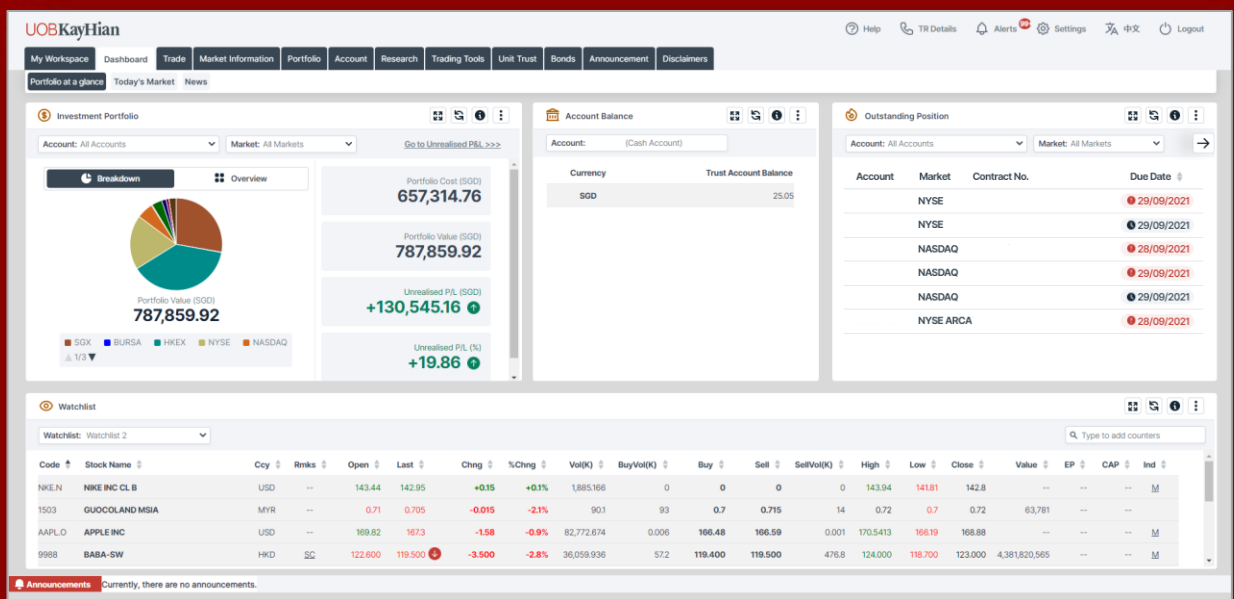 UOBKayHian
Help TR Details Alerts 99+ Settings 中文 Logout
My Workspace Dashboard Trade Market Information Portfolio Account Research Trading Tools Unit Trust Bonds Announcement Disclaimers
Portfolio at a glance Today's Market News
Investment Portfolio
Account: All Accounts Market: All Markets Go to Unrealised P&L >>>
Breakdown Overview
Portfolio Value (SGD)
787,859.92
SGX BURSA HKEX NYSE NASDAQ
1/3
Portfolio Cost (SGD)
657,314.76
Portfolio Value (SGD)
787,859.92
Unrealised P/L (SGD)
+130,545.16
Unrealised P/L (%)
+19.86
Account Balance
Account: (Cash Account)
Currency Trust Account Balance
SGD 25.05
Outstanding Position
Account: All Accounts Market: All Markets
Account Market Contract No. Due Date
NYSE 29/09/2021
NYSE 29/09/2021
NASDAQ 28/09/2021
NASDAQ 29/09/2021
NASDAQ 29/09/2021
NYSE ARCA 28/09/2021
Watchlist
Watchlist: Watchlist 2 Type to add counters
Code Stock Name Ccy Rmks Open Last Chng %Chng Vol(K) BuyVol(K) Buy Sell SellVol(K) High Low Close Value EP CAP Ind
NKE.N NIKE INC CL B USD -- 143.44 142.95 +0.15 +0.1% 1,885.166 0 0 0 0 143.94 141.81 142.8 -- -- -- M
1503 GUOCOLAND MSIA MYR -- 0.71 0.705 -0.015 -2.1% 90.1 93 0.7 0.715 14 0.72 0.7 0.72 63,781 -- --
AAPL.O APPLE INC USD -- 169.82 167.3 -1.58 -0.9% 82,772.674 0.006 166.48 166.59 0.001 170.5413 166.19 168.88 -- -- -- M
9988 BABA-SW HKD SC 122.600 119.500 -3.500 -2.8% 36,059.936 57.2 119.400 119.500 476.8 124.000 118.700 123.000 4,381,820,565 -- -- M
Announcements Currently, there are no announcements.